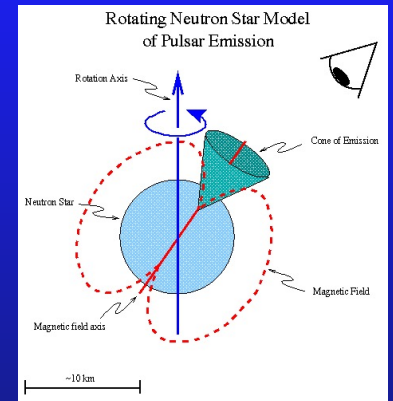 Rotating Neutron Star Model
of Pulsar Emission
Rotation Axis
Cone of Emission
Neutron Star
Magnetic Field
Magnetic field axis
~10 km